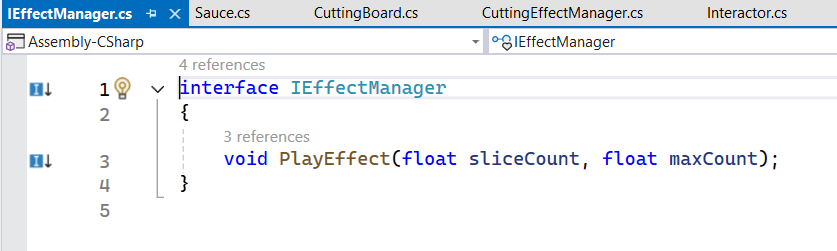 IEffectManager.cs Sauce.cs CuttingBoard.cs CuttingEffectManager.cs Interactor.cs
Assembly-CSharp IEffectManager
4 references
1 interface IEffectManager
2 {
3 references
3 void PlayEffect(float sliceCount, float maxCount);
4 }
5